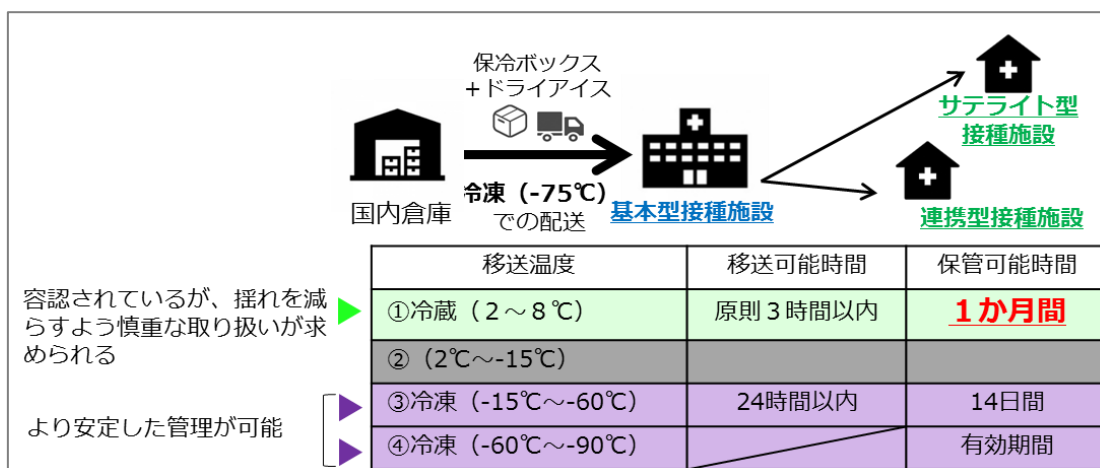 保冷ボックス
＋ドライアイス
サテライト型
接種施設
冷凍（-75℃）
での配送
国内倉庫
基本型接種施設
連携型接種施設
移送温度 移送可能時間 保管可能時間
容認されているが、揺れを減
らすよう慎重な取り扱いが求
められる
①冷蔵（２～８℃） 原則３時間以内 １か月間
②（2℃～-15℃）
より安定した管理が可能
③冷凍（-15℃～-60℃） 24時間以内 14日間
④冷凍（-60℃～-90℃） 有効期間